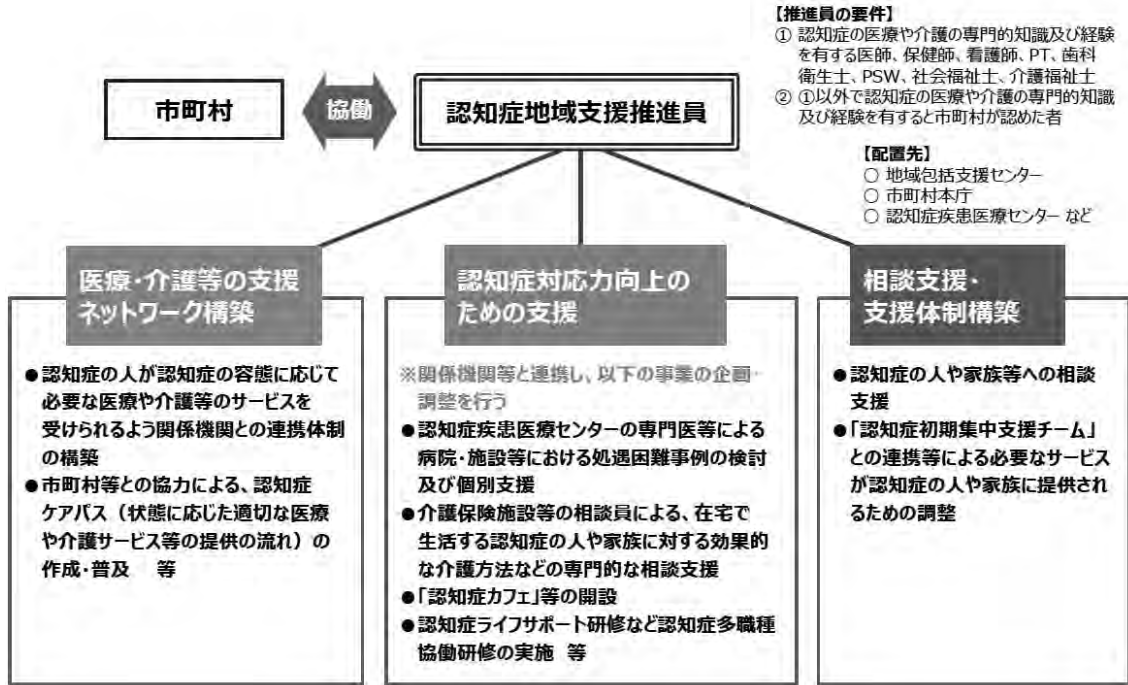 【推進員の要件】
① 認知症の医療や介護の専門的知識及び経験
を有する医師、保健師、看護師、PT、歯科
衛生士、PSW、社会福祉士、介護福祉士
② ①以外で認知症の医療や介護の専門的知識
及び経験を有すると市町村が認めた者
市町村
協働
認知症地域支援推進員
【配置先】
○ 地域包括支援センター
○ 市町村本庁
○ 認知症疾患医療センター など
医療・介護等の支援
ネットワーク構築
●認知症の人が認知症の容態に応じて
必要な医療や介護等のサービスを
受けられるよう関係機関との連携体制
の構築
●市町村等との協力による、認知症
ケアパス（状態に応じた適切な医療
や介護サービス等の提供の流れ）の
作成・普及 等
認知症対応力向上の
ための支援
※関係機関等と連携し、以下の事業の企画・
調整を行う
●認知症疾患医療センターの専門医等による
病院・施設等における処遇困難事例の検討
及び個別支援
●介護保険施設等の相談員による、在宅で
生活する認知症の人や家族に対する効果的
な介護方法などの専門的な相談支援
●「認知症カフェ」等の開設
●認知症ライフサポート研修など認知症多職種
協働研修の実施 等
相談支援・
支援体制構築
●認知症の人や家族等への相談
支援
●「認知症初期集中支援チーム」
との連携等による必要なサービス
が認知症の人や家族に提供され
るための調整